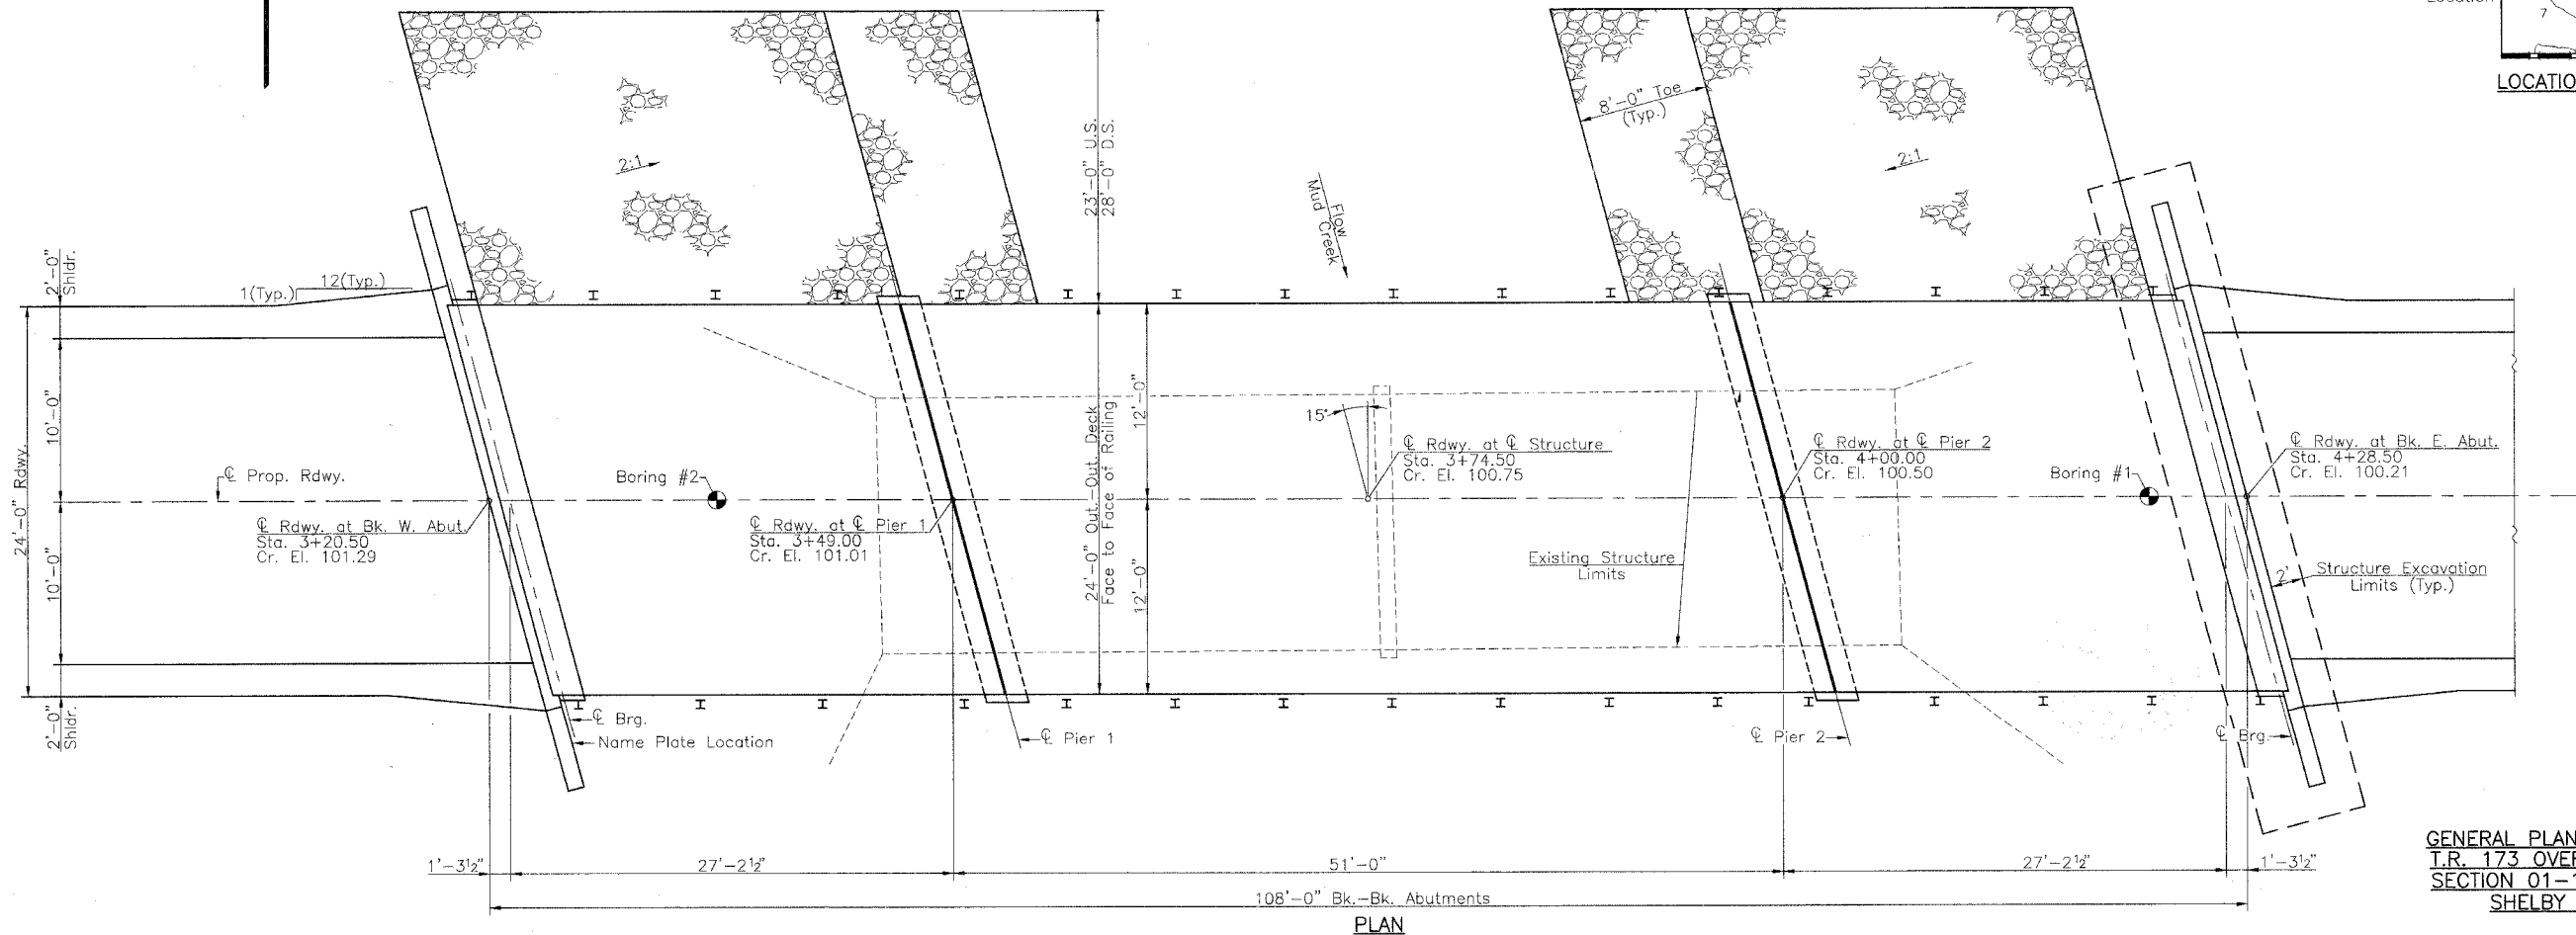 Location
7
LOCATIO
23'-0" U.S.
28'-0" D.S.
8'-0" Toe
(Typ.)
2:1
2:1
Flow
Mud Creek
2'-0"
Shldr.
1(Typ.)
12(Typ.)
24'-0" Rdwy.
10'-0"
10'-0"
2'-0"
Shldr.
℄ Prop. Rdwy.
℄ Rdwy. at Bk. W. Abut.
Sta. 3+20.50
Cr. El. 101.29
Boring #2
℄ Rdwy. at ℄ Pier 1
Sta. 3+49.00
Cr. El. 101.01
24'-0" Out.-Out. Deck
Face to Face of Railing
12'-0"
12'-0"
15°
℄ Rdwy. at ℄ Structure
Sta. 3+74.50
Cr. El. 100.75
Existing Structure
Limits
℄ Rdwy. at ℄ Pier 2
Sta. 4+00.00
Cr. El. 100.50
Boring #1
℄ Rdwy. at Bk. E. Abut.
Sta. 4+28.50
Cr. El. 100.21
2'
Structure Excavation
Limits (Typ.)
℄ Brg.
Name Plate Location
℄ Pier 1
℄ Pier 2
℄ Brg.
1'-3½"
27'-2½"
51'-0"
27'-2½"
1'-3½"
108'-0" Bk.-Bk. Abutments
PLAN
GENERAL PLAN
T.R. 173 OVER
SECTION 01-1
SHELBY